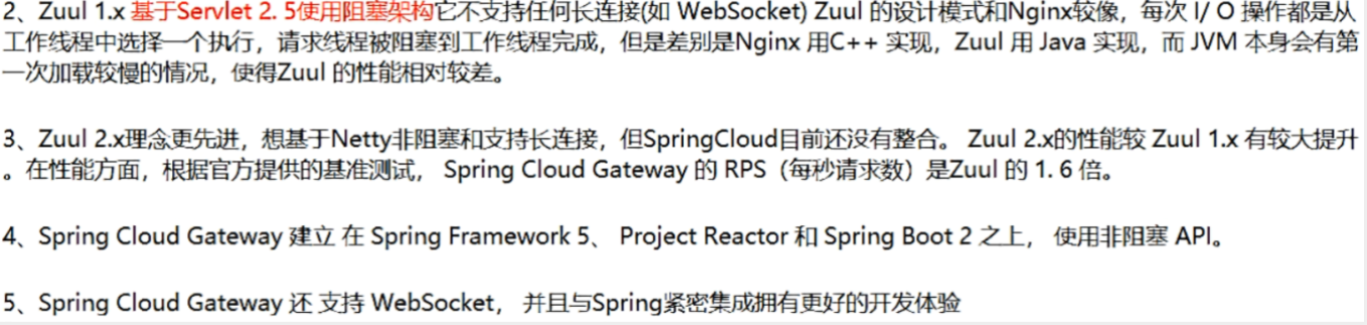 2、Zuul 1.x 基于Servlet 2. 5使用阻塞架构它不支持任何长连接(如 WebSocket) Zuul 的设计模式和Nginx较像，每次 I/ O 操作都是从
工作线程中选择一个执行，请求线程被阻塞到工作线程完成，但是差别是Nginx 用C++ 实现，Zuul 用 Java 实现，而 JVM 本身会有第
一次加载较慢的情况，使得Zuul 的性能相对较差。
3、Zuul 2.x理念更先进，想基于Netty非阻塞和支持长连接，但SpringCloud目前还没有整合。 Zuul 2.x的性能较 Zuul 1.x 有较大提升
。在性能方面，根据官方提供的基准测试， Spring Cloud Gateway 的 RPS（每秒请求数）是Zuul 的 1. 6 倍。
4、Spring Cloud Gateway 建立 在 Spring Framework 5、 Project Reactor 和 Spring Boot 2 之上， 使用非阻塞 API。
5、Spring Cloud Gateway 还 支持 WebSocket， 并且与Spring紧密集成拥有更好的开发体验